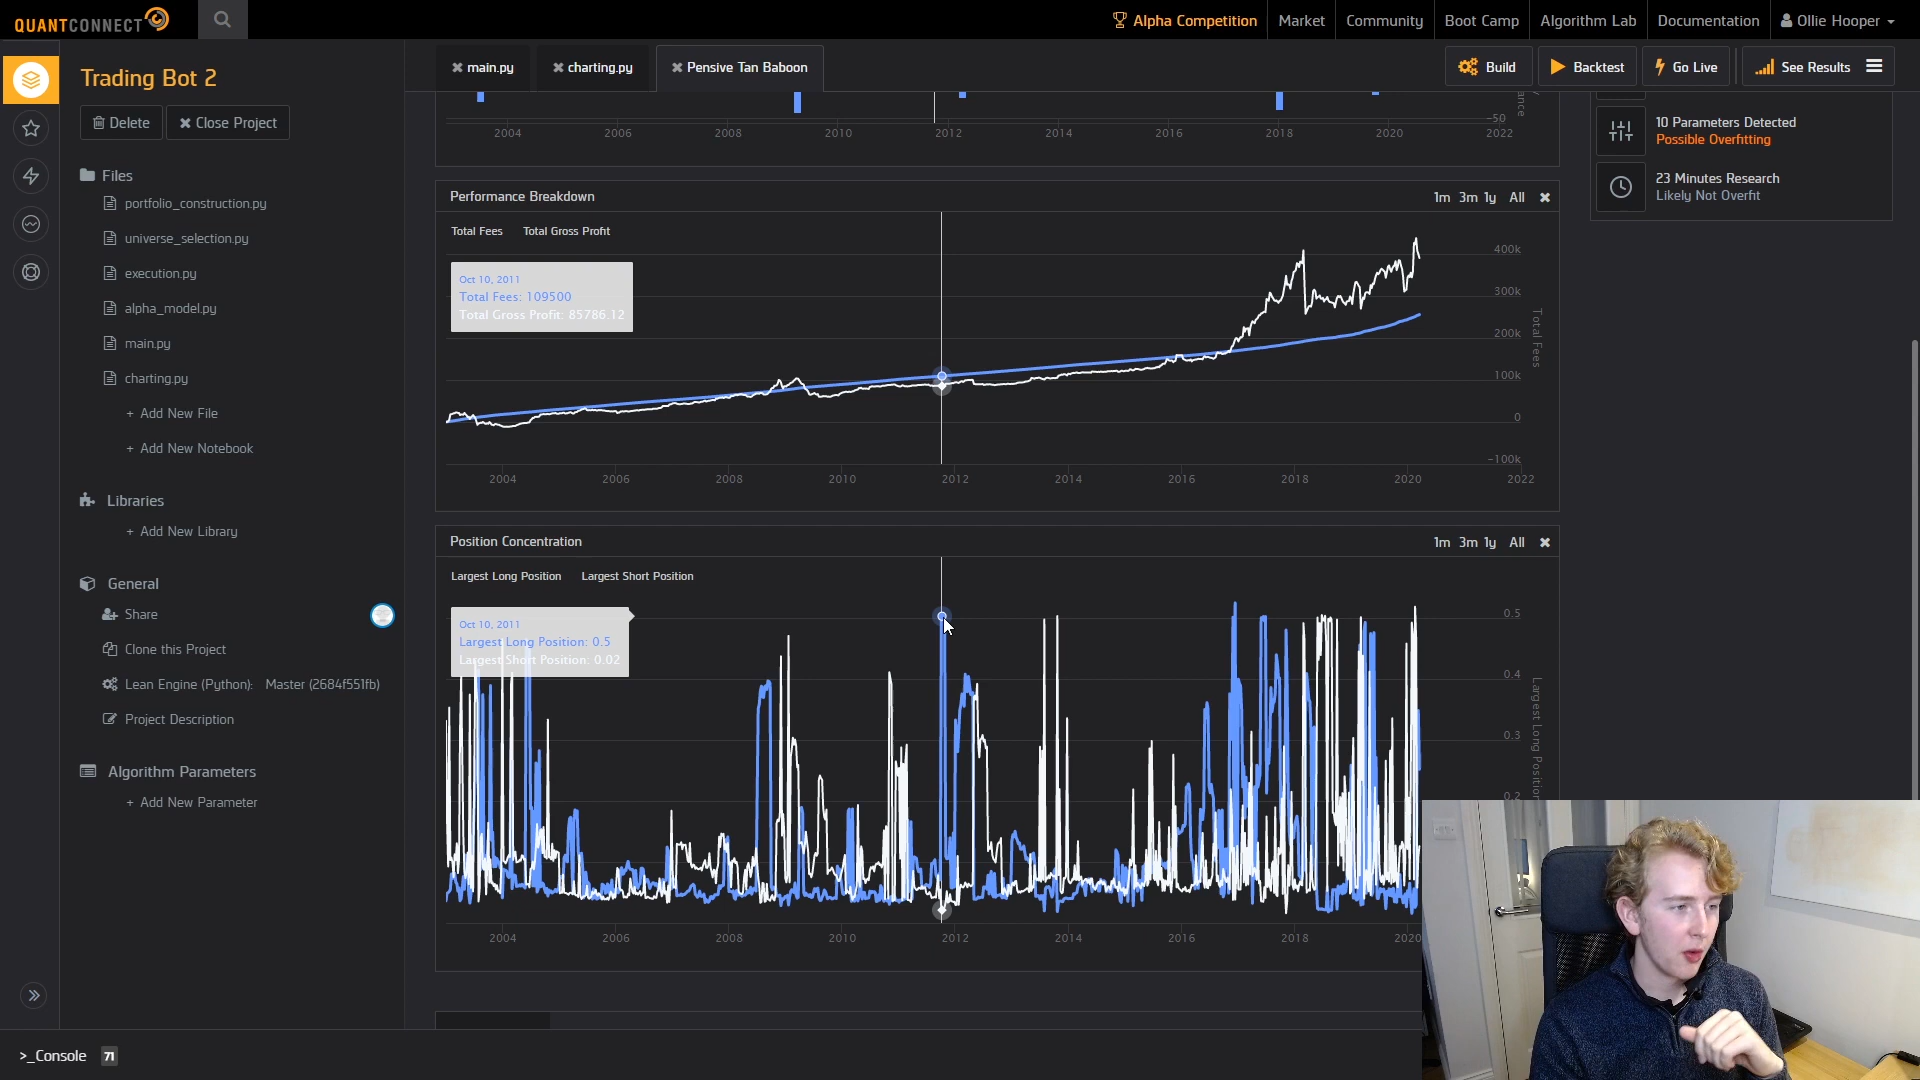 QUANTCONNECT
Alpha Competition
Market
Community
Boot Camp
Algorithm Lab
Documentation
Ollie Hooper
Trading Bot 2
Delete
Close Project
Files
portfolio_construction.py
universe_selection.py
execution.py
alpha_model.py
main.py
charting.py
+ Add New File
+ Add New Notebook
Libraries
+ Add New Library
General
Share
Clone this Project
Lean Engine (Python): Master (2684f551fb)
Project Description
Algorithm Parameters
+ Add New Parameter
>_Console 71
main.py
charting.py
Pensive Tan Baboon
Build
Backtest
Go Live
See Results
-50
2004 2006 2008 2010 2012 2014 2016 2018 2020 2022
Performance Breakdown
1m 3m 1y All
Total Fees Total Gross Profit
Oct 10, 2011
Total Fees: 109500
Total Gross Profit: 85786.12
400k
300k
200k
100k
0
-100k
Total Fees
2004 2006 2008 2010 2012 2014 2016 2018 2020 2022
Position Concentration
1m 3m 1y All
Largest Long Position Largest Short Position
Oct 10, 2011
Largest Long Position: 0.5
Largest Short Position: 0.02
0.5
0.4
0.3
0.2
Largest Long Position
2004 2006 2008 2010 2012 2014 2016 2018 2020
10 Parameters Detected
Possible Overfitting
23 Minutes Research
Likely Not Overfit